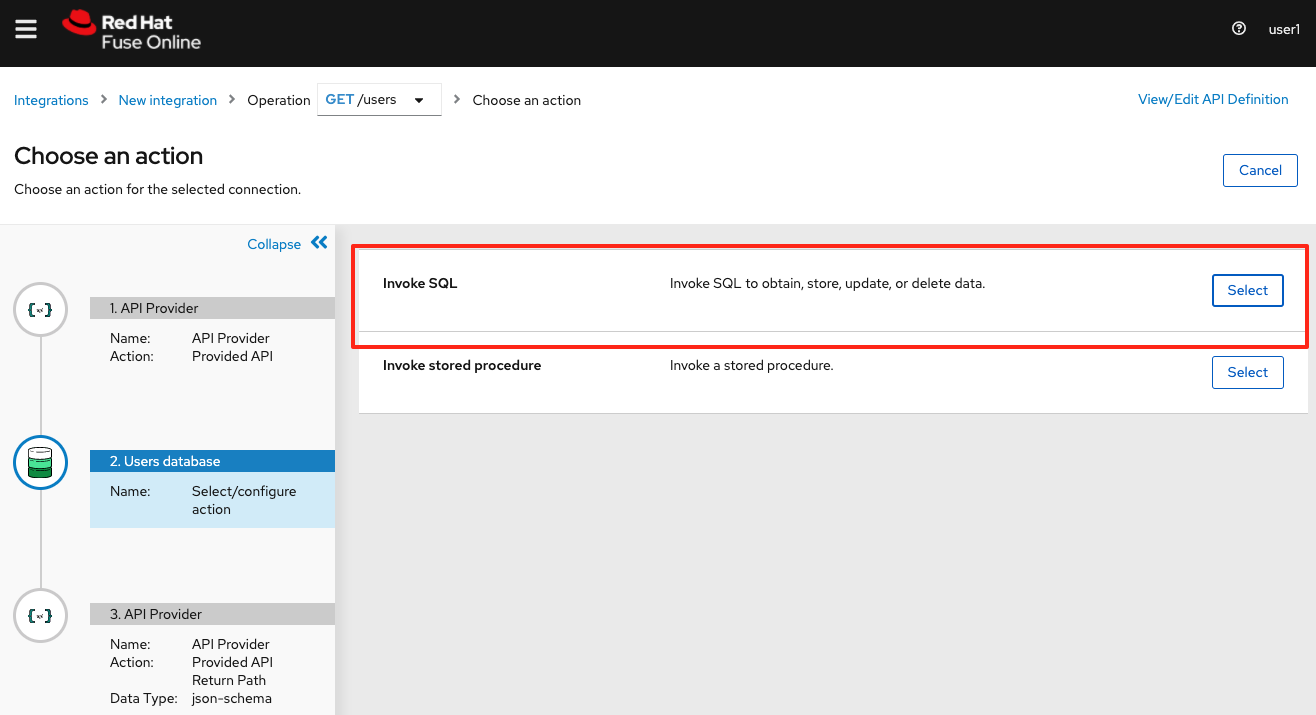 Red Hat
Fuse Online
user1
Integrations > New integration > Operation GET /users > Choose an action
View/Edit API Definition
Choose an action
Choose an action for the selected connection.
Cancel
Collapse
1. API Provider
Name: API Provider
Action: Provided API
2. Users database
Name: Select/configure
action
3. API Provider
Name: API Provider
Action: Provided API
Return Path
Data Type: json-schema
Invoke SQL Invoke SQL to obtain, store, update, or delete data. Select
Invoke stored procedure Invoke a stored procedure. Select